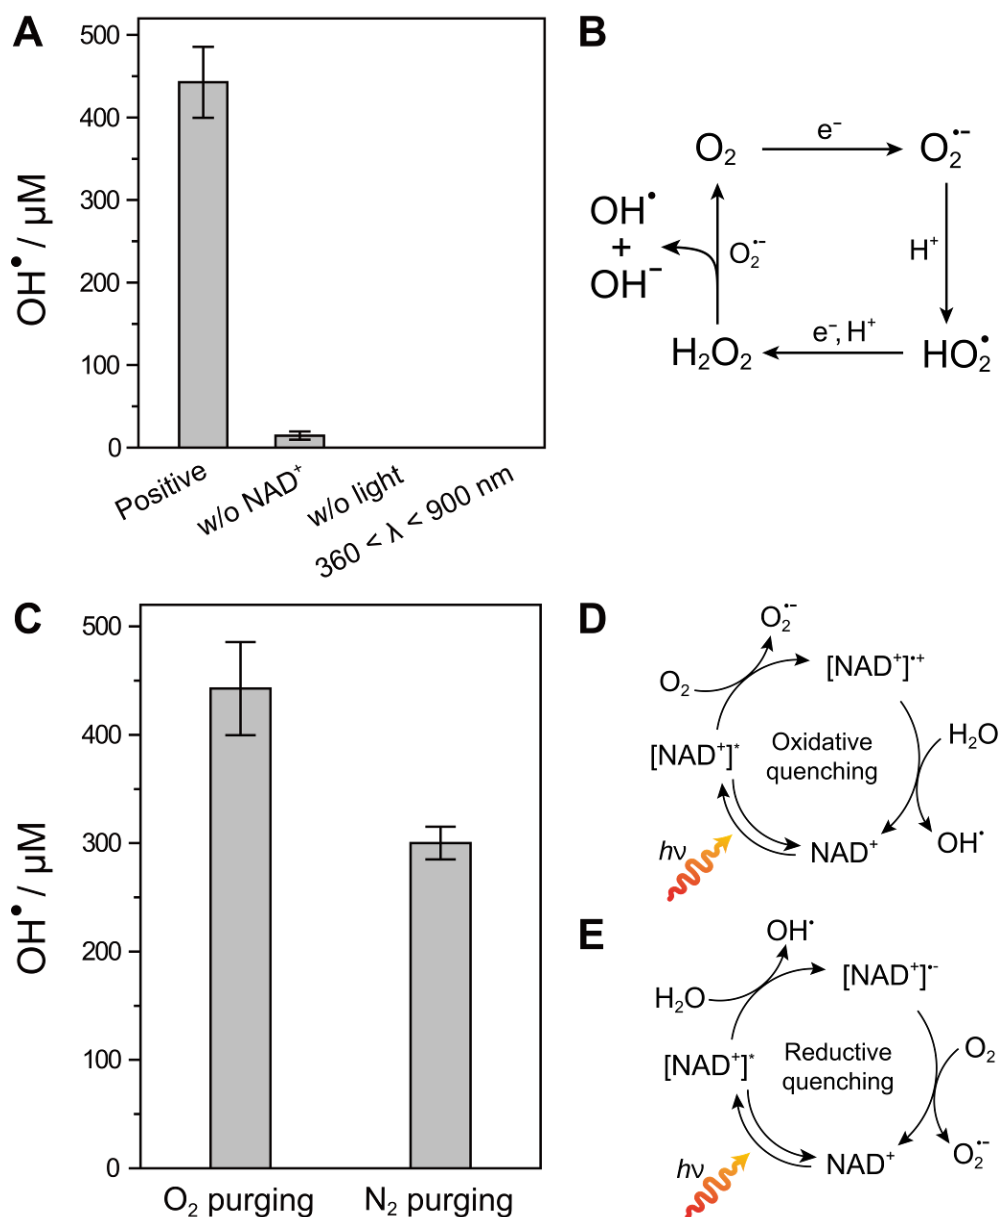 A
500
400
300
200
100
0
OH• / μM
Positive
w/o NAD⁺
w/o light
360 < λ < 900 nm
B
O₂
e⁻
O₂•⁻
H⁺
HO₂•
e⁻, H⁺
H₂O₂
O₂•⁻
OH•
+
OH⁻
C
500
400
300
200
100
0
OH• / μM
O₂ purging
N₂ purging
D
O₂•⁻
O₂
[NAD⁺]•⁺
[NAD⁺]*
Oxidative
quenching
H₂O
hν
NAD⁺
OH•
E
OH•
H₂O
[NAD⁺]•⁻
[NAD⁺]*
Reductive
quenching
O₂
hν
NAD⁺
O₂•⁻